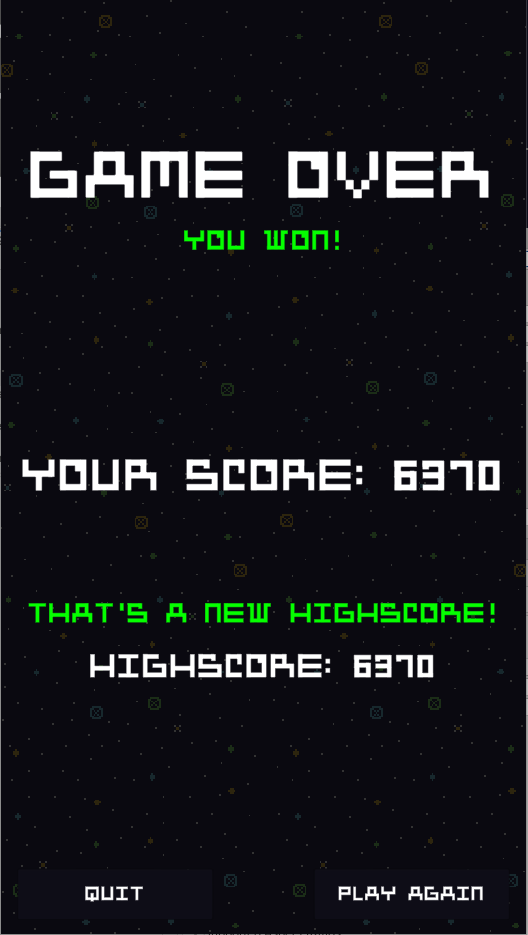 GAME OVER
YOU WON!
YOUR SCORE: 6370
THAT'S A NEW HIGHSCORE!
HIGHSCORE: 6370
QUIT
PLAY AGAIN